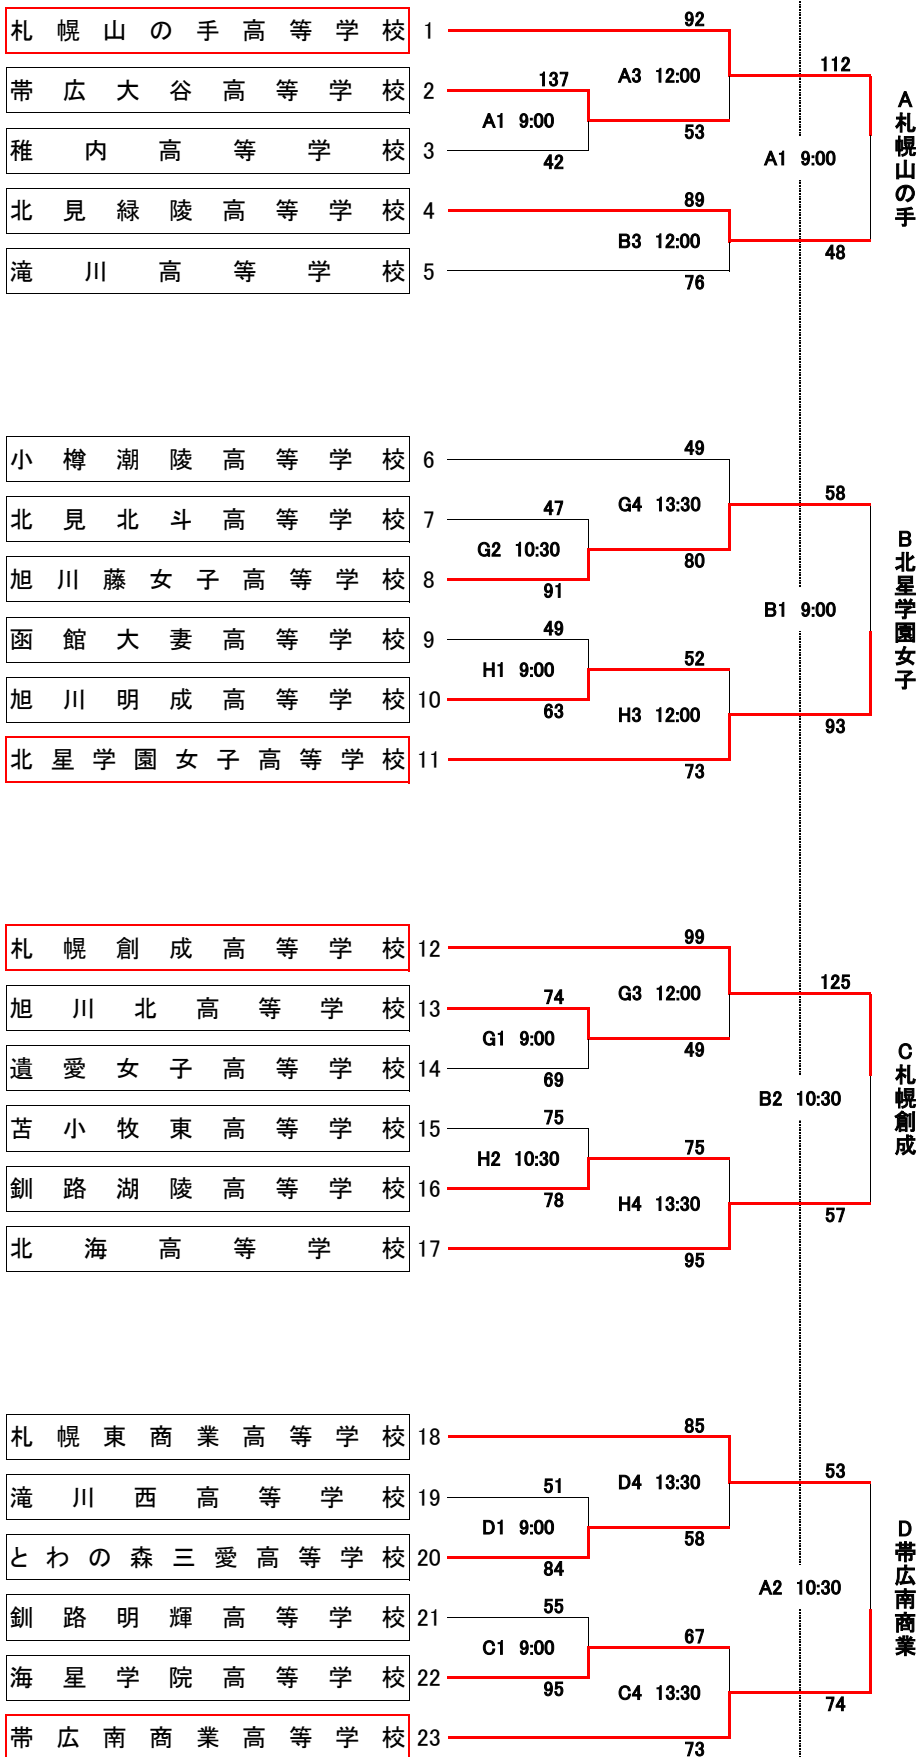 札幌山の手高等学校 1
帯広大谷高等学校 2
稚内高等学校 3
北見緑陵高等学校 4
滝川高等学校 5
92
137
A1 9:00
42
A3 12:00
53
89
B3 12:00
76
112
A1 9:00
48
A札幌山の手
小樽潮陵高等学校 6
北見北斗高等学校 7
旭川藤女子高等学校 8
函館大妻高等学校 9
旭川明成高等学校 10
北星学園女子高等学校 11
49
47
G2 10:30
91
G4 13:30
80
49
H1 9:00
63
52
H3 12:00
73
58
B1 9:00
93
B北星学園女子
札幌創成高等学校 12
旭川北高等学校 13
遺愛女子高等学校 14
苫小牧東高等学校 15
釧路湖陵高等学校 16
北海高等学校 17
99
74
G1 9:00
69
G3 12:00
49
75
H2 10:30
78
75
H4 13:30
95
125
B2 10:30
57
C札幌創成
札幌東商業高等学校 18
滝川西高等学校 19
とわの森三愛高等学校 20
釧路明輝高等学校 21
海星学院高等学校 22
帯広南商業高等学校 23
85
51
D1 9:00
84
D4 13:30
58
55
C1 9:00
95
67
C4 13:30
73
53
A2 10:30
74
D帯広南商業